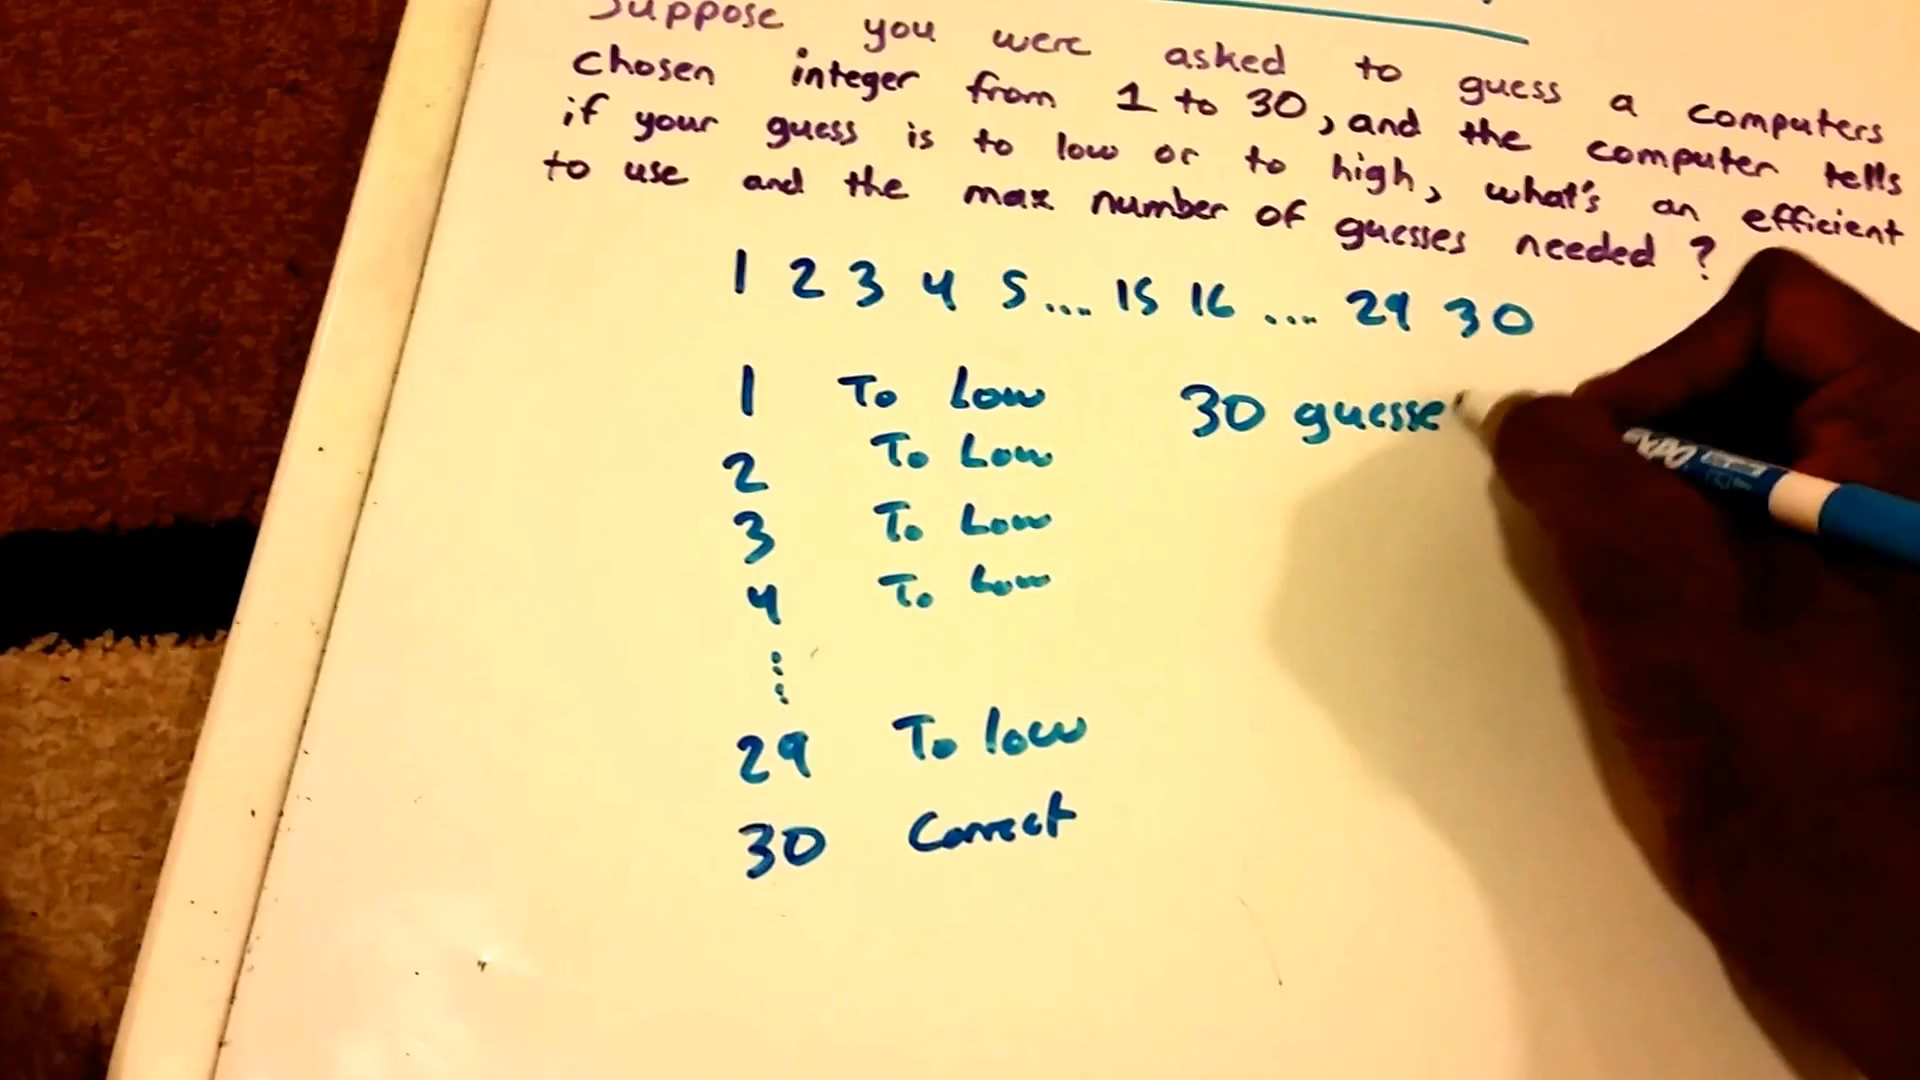 Suppose you were asked to guess a computers
chosen integer from 1 to 30, and the computer tells
if your guess is to low or to high, what's an efficient
to use and the max number of guesses needed ?
1 2 3 4 5.... 15 16 .... 29 30
1 To Low
30 guesse
2 To Low
3 To Low
4 To Low
29 To low
30 Correct
EXPO